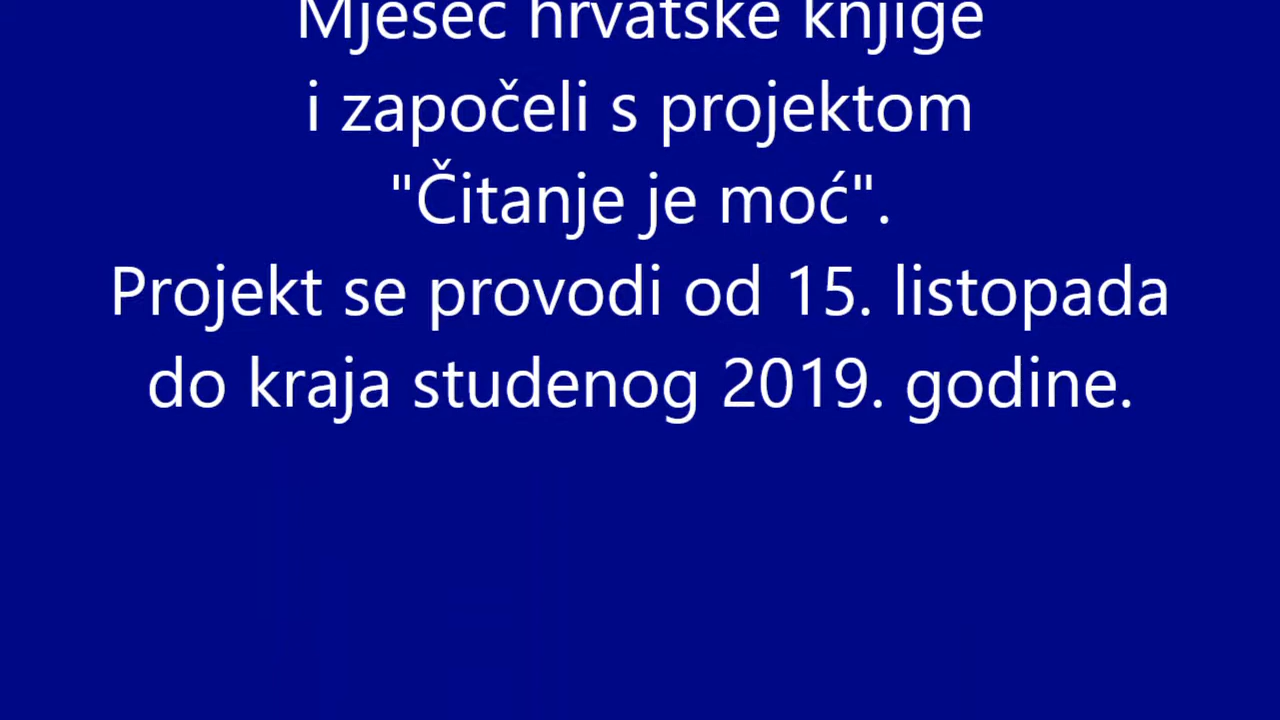 Mjesec hrvatske knjige
i započeli s projektom
"Čitanje je moć".
Projekt se provodi od 15. listopada
do kraja studenog 2019. godine.